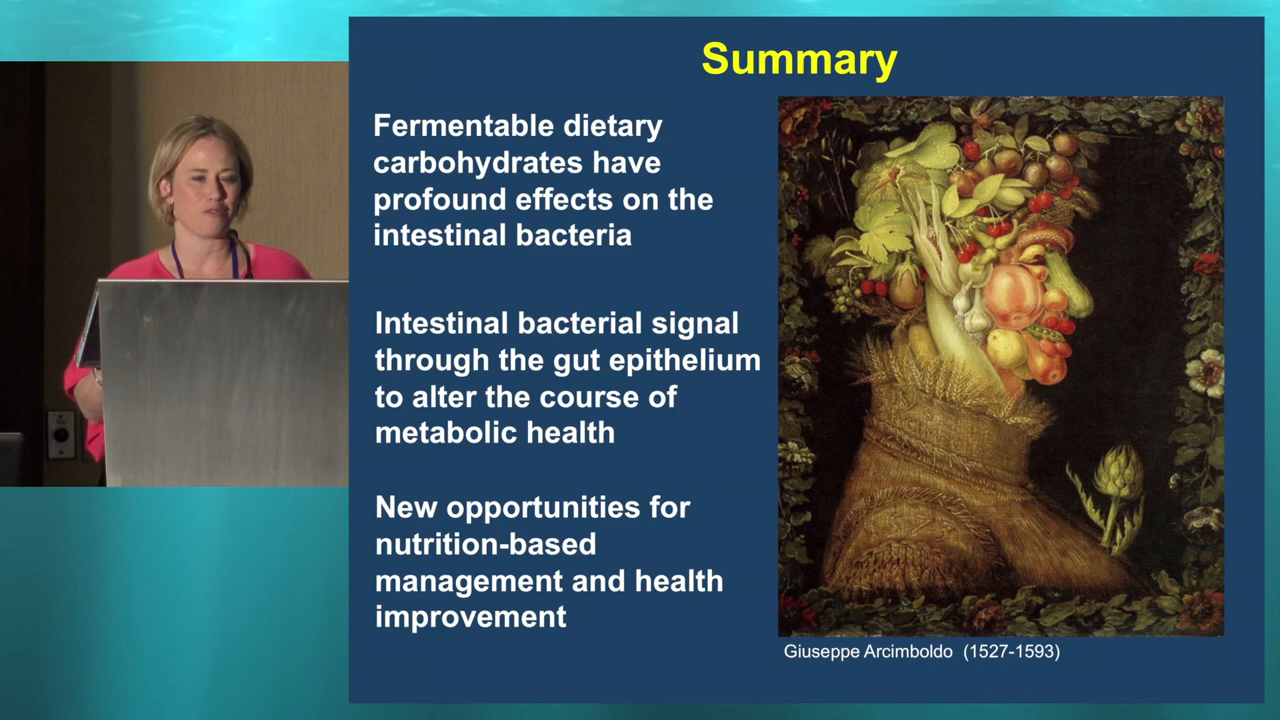 Summary
Fermentable dietary
carbohydrates have
profound effects on the
intestinal bacteria
Intestinal bacterial signal
through the gut epithelium
to alter the course of
metabolic health
New opportunities for
nutrition-based
management and health
improvement
Giuseppe Arcimboldo (1527-1593)